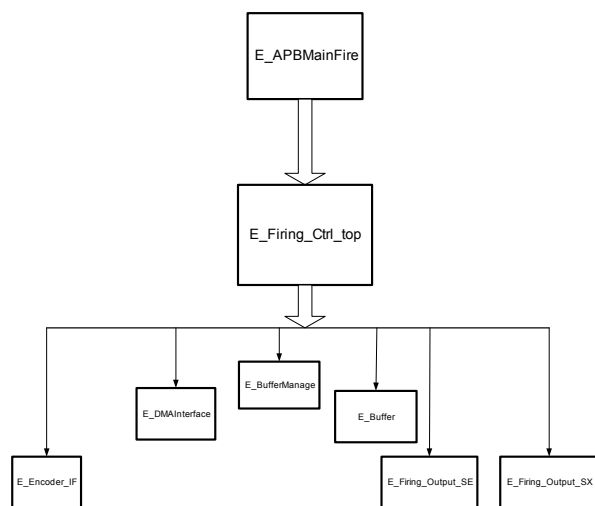 E_APBMainFire
E_Firing_Ctrl_top
E_BufferManage
E_DMAInterface
E_Buffer
E_Encoder_IF
E_Firing_Output_SE
E_Firing_Output_SX